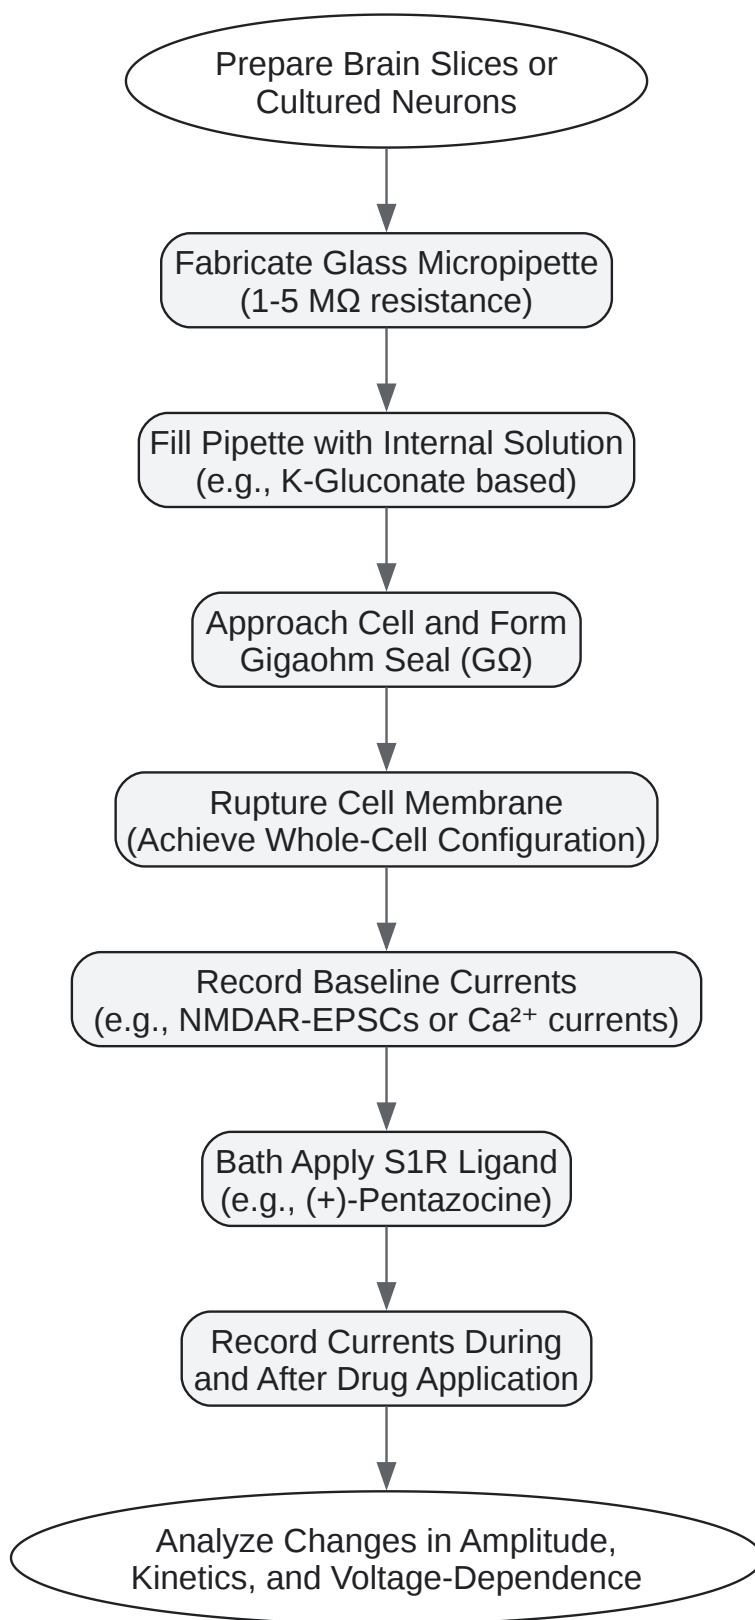 Prepare Brain Slices or
Cultured Neurons
Fabricate Glass Micropipette
(1-5 MΩ resistance)
Fill Pipette with Internal Solution
(e.g., K-Gluconate based)
Approach Cell and Form
Gigaohm Seal (GΩ)
Rupture Cell Membrane
(Achieve Whole-Cell Configuration)
Record Baseline Currents
(e.g., NMDAR-EPSCs or Ca²⁺ currents)
Bath Apply S1R Ligand
(e.g., (+)-Pentazocine)
Record Currents During
and After Drug Application
Analyze Changes in Amplitude,
Kinetics, and Voltage-Dependence